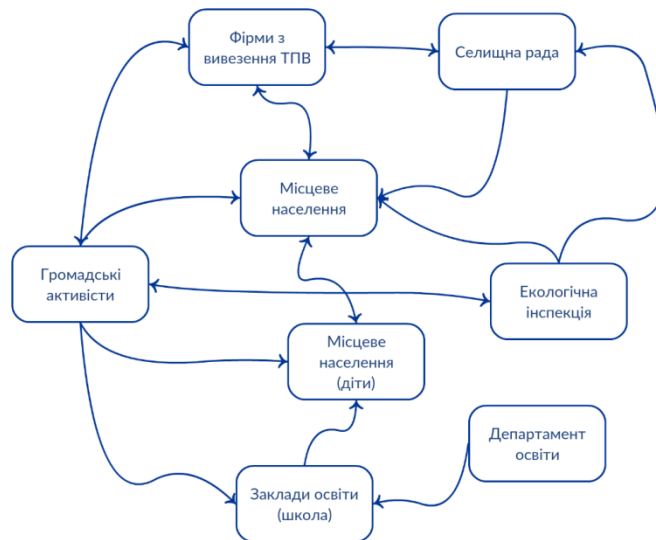 Фірми з
вивезення ТПВ
Селищна рада
Місцеве
населення
Громадські
активісти
Екологічна
інспекція
Місцеве
населення
(діти)
Департамент
освіти
Заклади освіти
(школа)